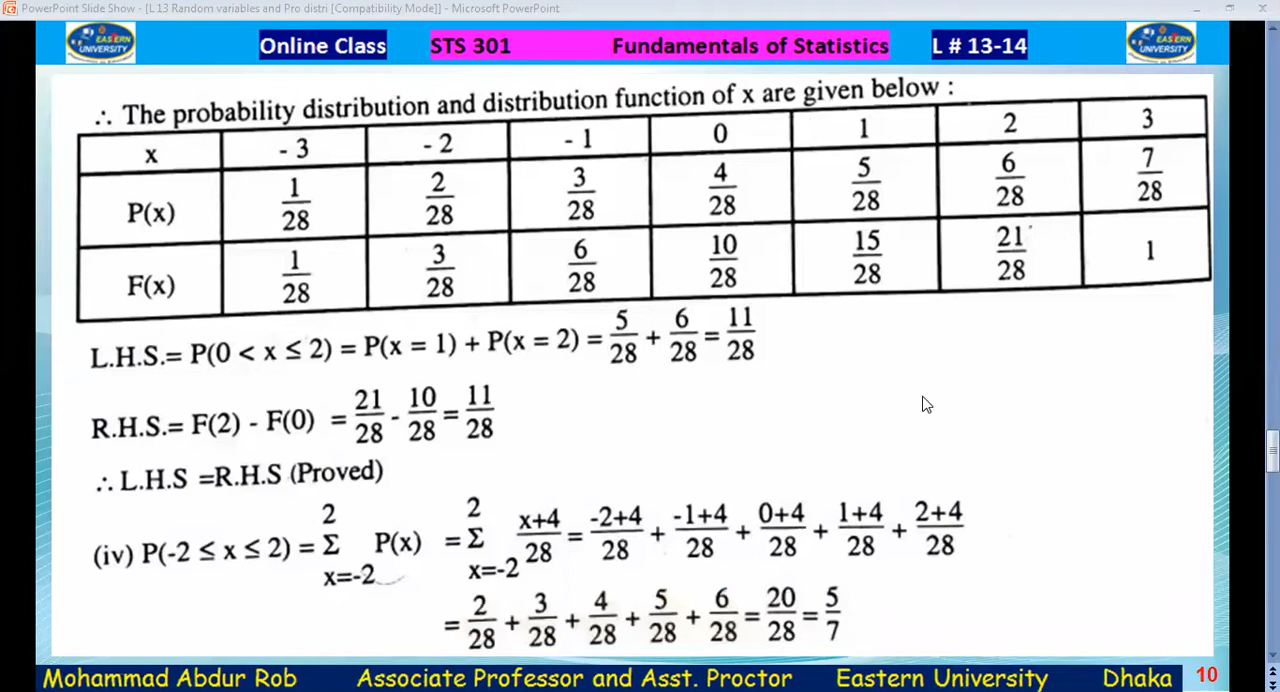 PowerPoint Slide Show - [L 13 Random variables and Pro distri [Compatibility Mode]] - Microsoft PowerPoint
EASTERN UNIVERSITY Online Class STS 301 Fundamentals of Statistics L # 13-14 EASTERN UNIVERSITY
∴ The probability distribution and distribution function of x are given below :
x - 3 - 2 - 1 0 1 2 3
P(x) 1/28 2/28 3/28 4/28 5/28 6/28 7/28
F(x) 1/28 3/28 6/28 10/28 15/28 21/28 1
L.H.S.= P(0 < x ≤ 2) = P(x = 1) + P(x = 2) = 5/28 + 6/28 = 11/28
R.H.S.= F(2) - F(0) = 21/28 - 10/28 = 11/28
∴ L.H.S =R.H.S (Proved)
(iv) P(-2 ≤ x ≤ 2) = 2 Σ x=-2 P(x) = 2 Σ x=-2 x+4/28 = -2+4/28 + -1+4/28 + 0+4/28 + 1+4/28 + 2+4/28
= 2/28 + 3/28 + 4/28 + 5/28 + 6/28 = 20/28 = 5/7
Mohammad Abdur Rob Associate Professor and Asst. Proctor Eastern University Dhaka 10